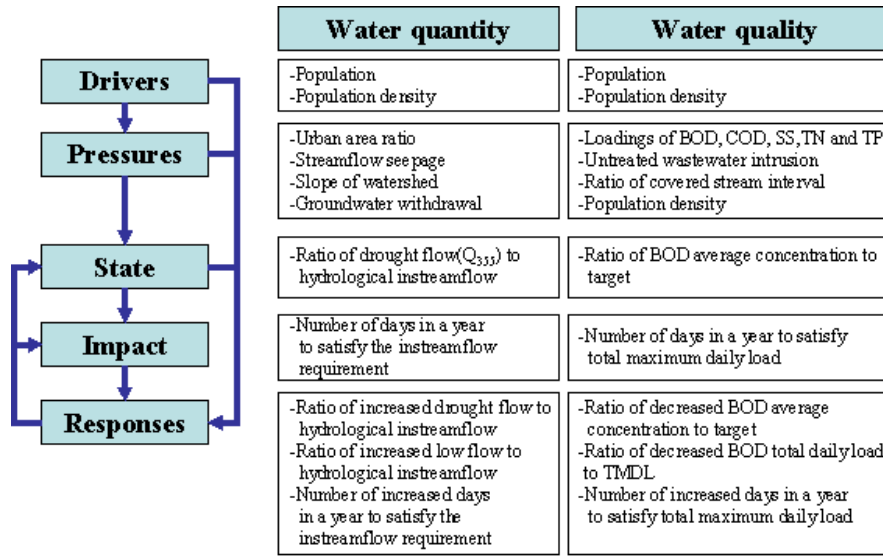 Water quantity
Water quality
Drivers
-Population
-Population density
-Population
-Population density
Pressures
-Urban area ratio
-Streamflow seepage
-Slope of watershed
-Groundwater withdrawal
-Loadings of BOD, COD, SS,TN and TP
-Untreated wastewater intrusion
-Ratio of covered stream interval
-Population density
State
-Ratio of drought flow(Q355) to
hydrological instreamflow
-Ratio of BOD average concentration to
target
Impact
-Number of days in a year
to satisfy the instreamflow
requirement
-Number of days in a year to satisfy
total maximum daily load
Responses
-Ratio of increased drought flow to
hydrological instreamflow
-Ratio of increased low flow to
hydrological instreamflow
-Number of increased days
in a year to satisfy the
instreamflow requirement
-Ratio of decreased BOD average
concentration to target
-Ratio of decreased BOD total daily load
to TMDL
-Number of increased days in a year
to satisfy total maximum daily load